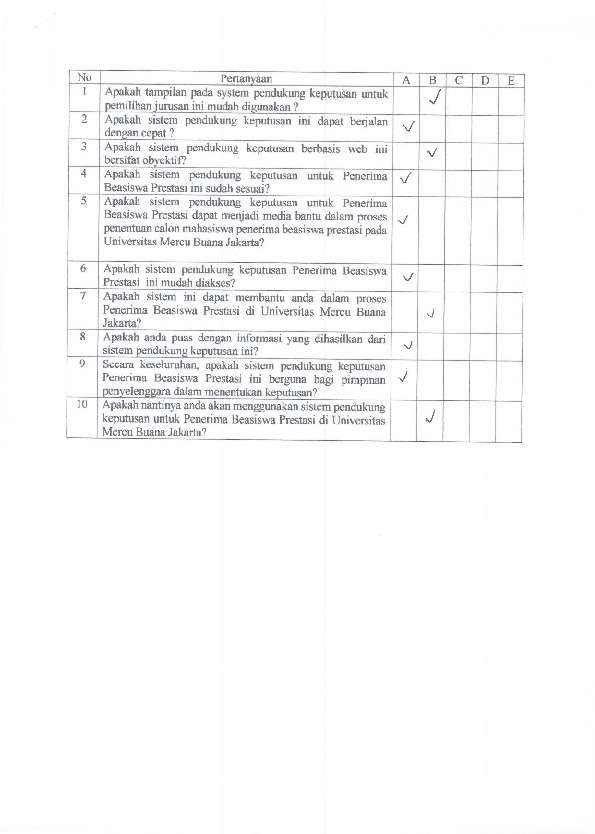 No Pertanyaan A B C D E
1 Apakah tampilan pada system pendukung keputusan untuk
pemilihan jurusan ini mudah digunakan ? ✓
2 Apakah sistem pendukung keputusan ini dapat berjalan
dengan cepat ? ✓
3 Apakah sistem pendukung keputusan berbasis web ini
bersifat obyektif? ✓
4 Apakah sistem pendukung keputusan untuk Penerima
Beasiswa Prestasi ini sudah sesuai? ✓
5 Apakah sistem pendukung keputusan untuk Penerima
Beasiswa Prestasi dapat menjadi media bantu dalam proses
penentuan calon mahasiswa penerima beasiswa prestasi pada
Universitas Mercu Buana Jakarta? ✓
6 Apakah sistem pendukung keputusan Penerima Beasiswa
Prestasi ini mudah diakses? ✓
7 Apakah sistem ini dapat membantu anda dalam proses
Penerima Beasiswa Prestasi di Universitas Mercu Buana
Jakarta? ✓
8 Apakah anda puas dengan informasi yang dihasilkan dari
sistem pendukung keputusan ini? ✓
9 Secara keseluruhan, apakah sistem pendukung keputusan
Penerima Beasiswa Prestasi ini berguna bagi pimpinan
penyelenggara dalam menentukan keputusan? ✓
10 Apakah nantinya anda akan menggunakan sistem pendukung
keputusan untuk Penerima Beasiswa Prestasi di Universitas
Mercu Buana Jakarta? ✓